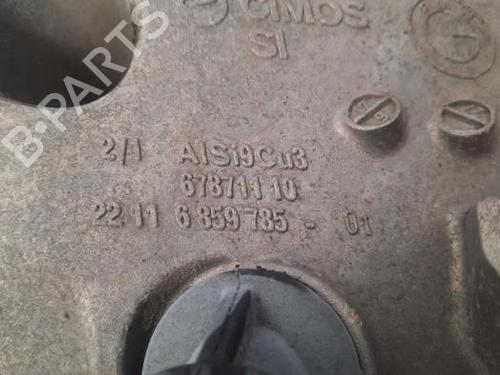 CIMOS
SI
2/1 AlSi9Cu3
67871110
22 11 6 859 785 - 01
B-PARTS